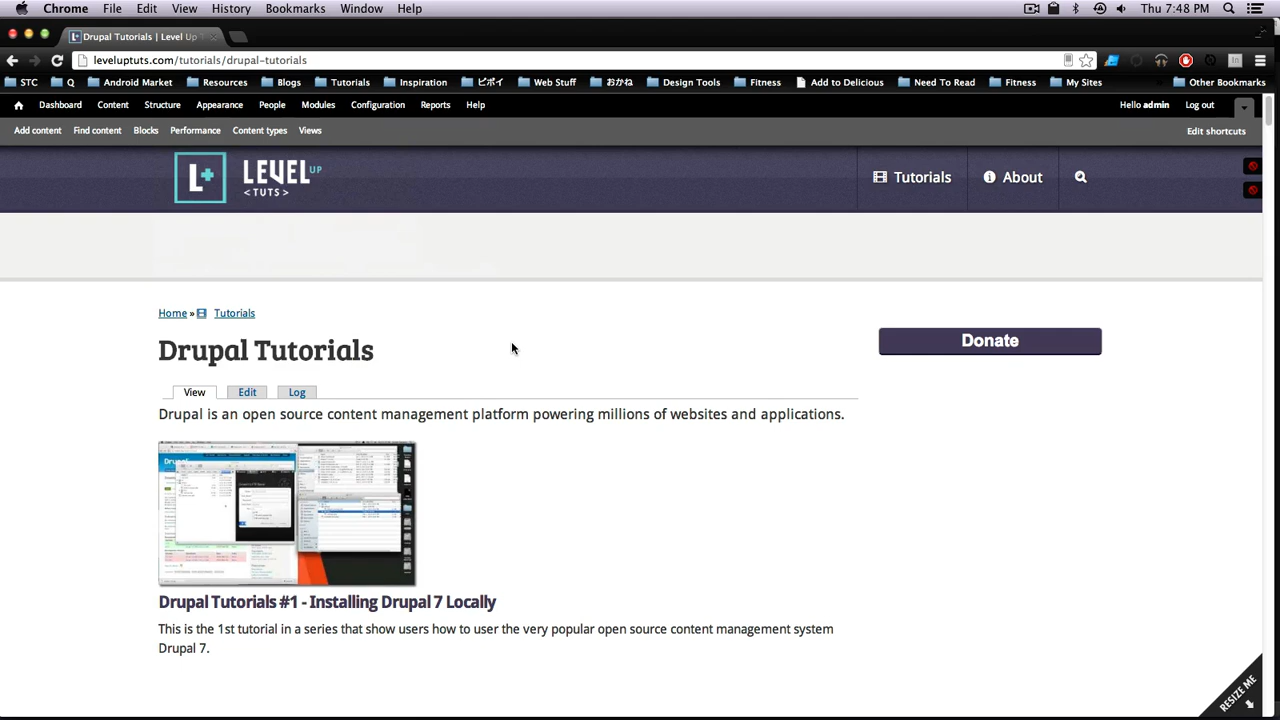 Chrome File Edit View History Bookmarks Window Help Thu 7:48 PM
Drupal Tutorials | Level Up
leveluptuts.com/tutorials/drupal-tutorials
STC Q Android Market Resources Blogs Tutorials Inspiration ピボイ Web Stuff おかね Design Tools Fitness Add to Delicious Need To Read Fitness My Sites Other Bookmarks
Dashboard Content Structure Appearance People Modules Configuration Reports Help Hello admin Log out
Add content Find content Blocks Performance Content types Views Edit shortcuts
L+ LEVEL UP
<TUTS>
Tutorials About
Home » Tutorials
Drupal Tutorials
Donate
View Edit Log
Drupal is an open source content management platform powering millions of websites and applications.
Drupal Tutorials #1 - Installing Drupal 7 Locally
This is the 1st tutorial in a series that show users how to user the very popular open source content management system
Drupal 7.
RESIZE ME